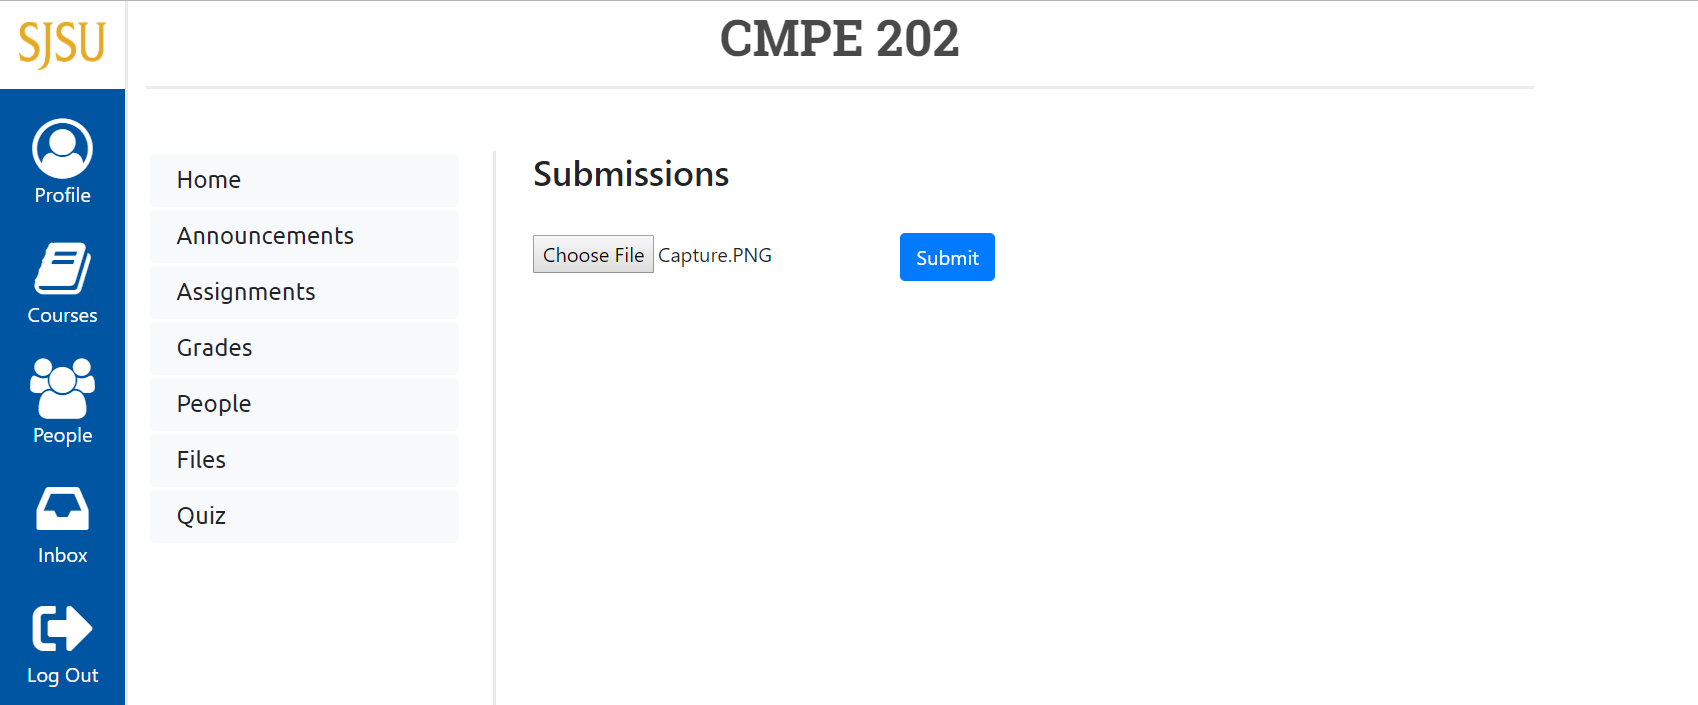 SJSU
CMPE 202
Profile
Courses
People
Inbox
Log Out
Home
Announcements
Assignments
Grades
People
Files
Quiz
Submissions
Choose File Capture.PNG Submit